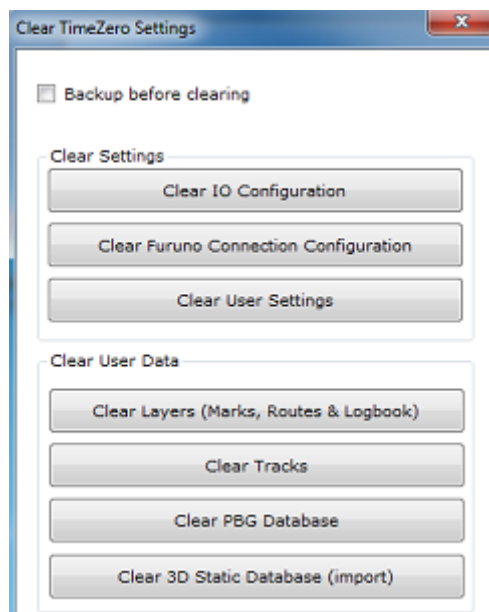 Clear TimeZero Settings
Backup before clearing
Clear Settings
Clear IO Configuration
Clear Furuno Connection Configuration
Clear User Settings
Clear User Data
Clear Layers (Marks, Routes & Logbook)
Clear Tracks
Clear PBG Database
Clear 3D Static Database (import)